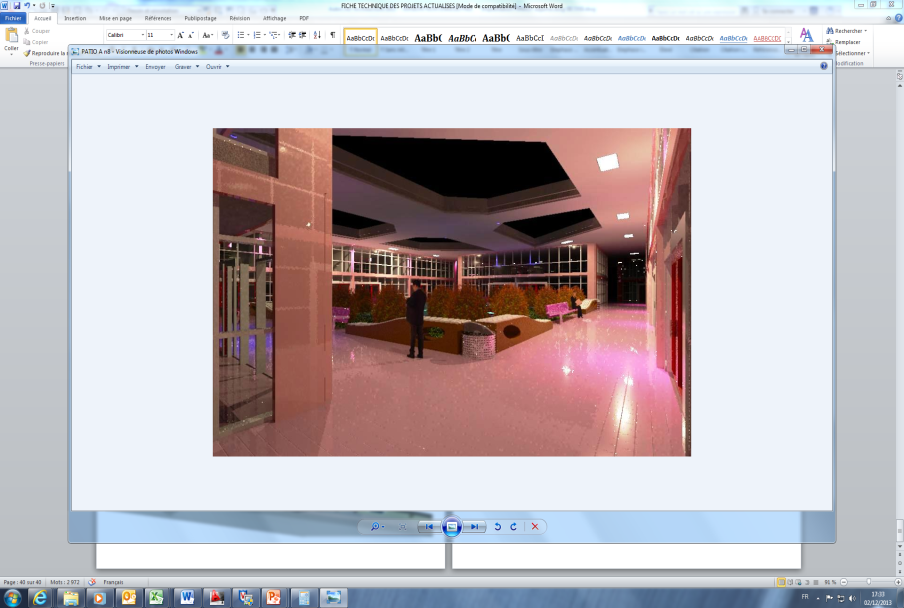 FICHE TECHNIQUE DES PROJETS ACTUALISES [Mode de compatibilité] - Microsoft Word
Fichier Accueil Insertion Mise en page Références Publipostage Révision Affichage PDF
Coller
Couper
Copier
Reproduire la
Presse-papiers
Calibri 11
AaBbCcDc AaBbCcDc AaBbC AaBbC AaBbC AaBbCcI AaBbCcDc AaBbCcDc AaBbCcDc AaBbCcDc AaBbCcDc AaBbCcDc AABBCCDC
Rechercher
Remplacer
Sélectionner
Modification
PATIO A n8 - Visionneuse de photos Windows
Fichier Imprimer Envoyer Graver Ouvrir
Page : 40 sur 40 Mots : 2 972 Français
FR
17:33
02/12/2013